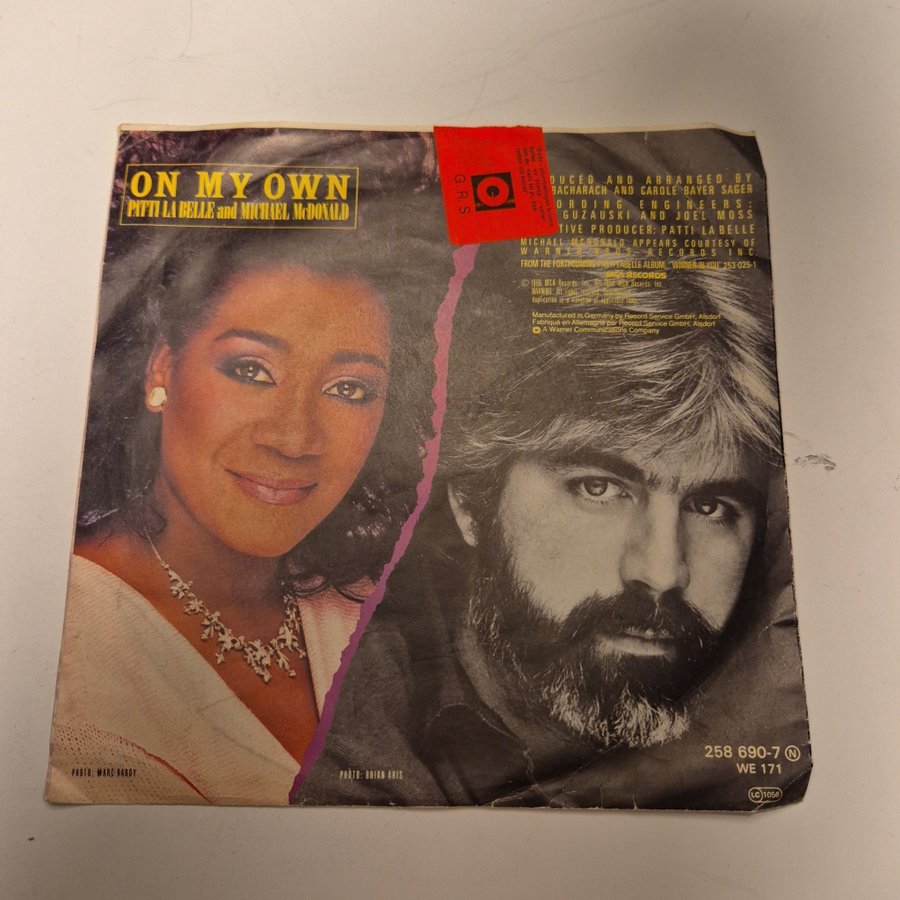 ON MY OWN
PATTI LA BELLE and MICHAEL McDONALD
GRS
DUCED AND ARRANGED BY
BACHARACH AND CAROLE BAYER SAGER
ORDING ENGINEERS:
GUZAUSKI AND JOEL MOSS
TIVE PRODUCER: PATTI LABELLE
MICHAEL MCDONALD APPEARS COURTESY OF
WARNER BROS. RECORDS INC
FROM THE FORTHCOMING PATTI LABELLE ALBUM, "WINNER IN YOU" 253 025-1
MCA RECORDS
Manufactured in Germany by Record Service GmbH, Alsdorf
Fabriqué en Allemagne par Record Service GmbH, Alsdorf
A Warner Communications Company
258 690-7 N
WE 171
LC 1056
PHOTO: MARC RABOY
PHOTO: BRIAN ARIS